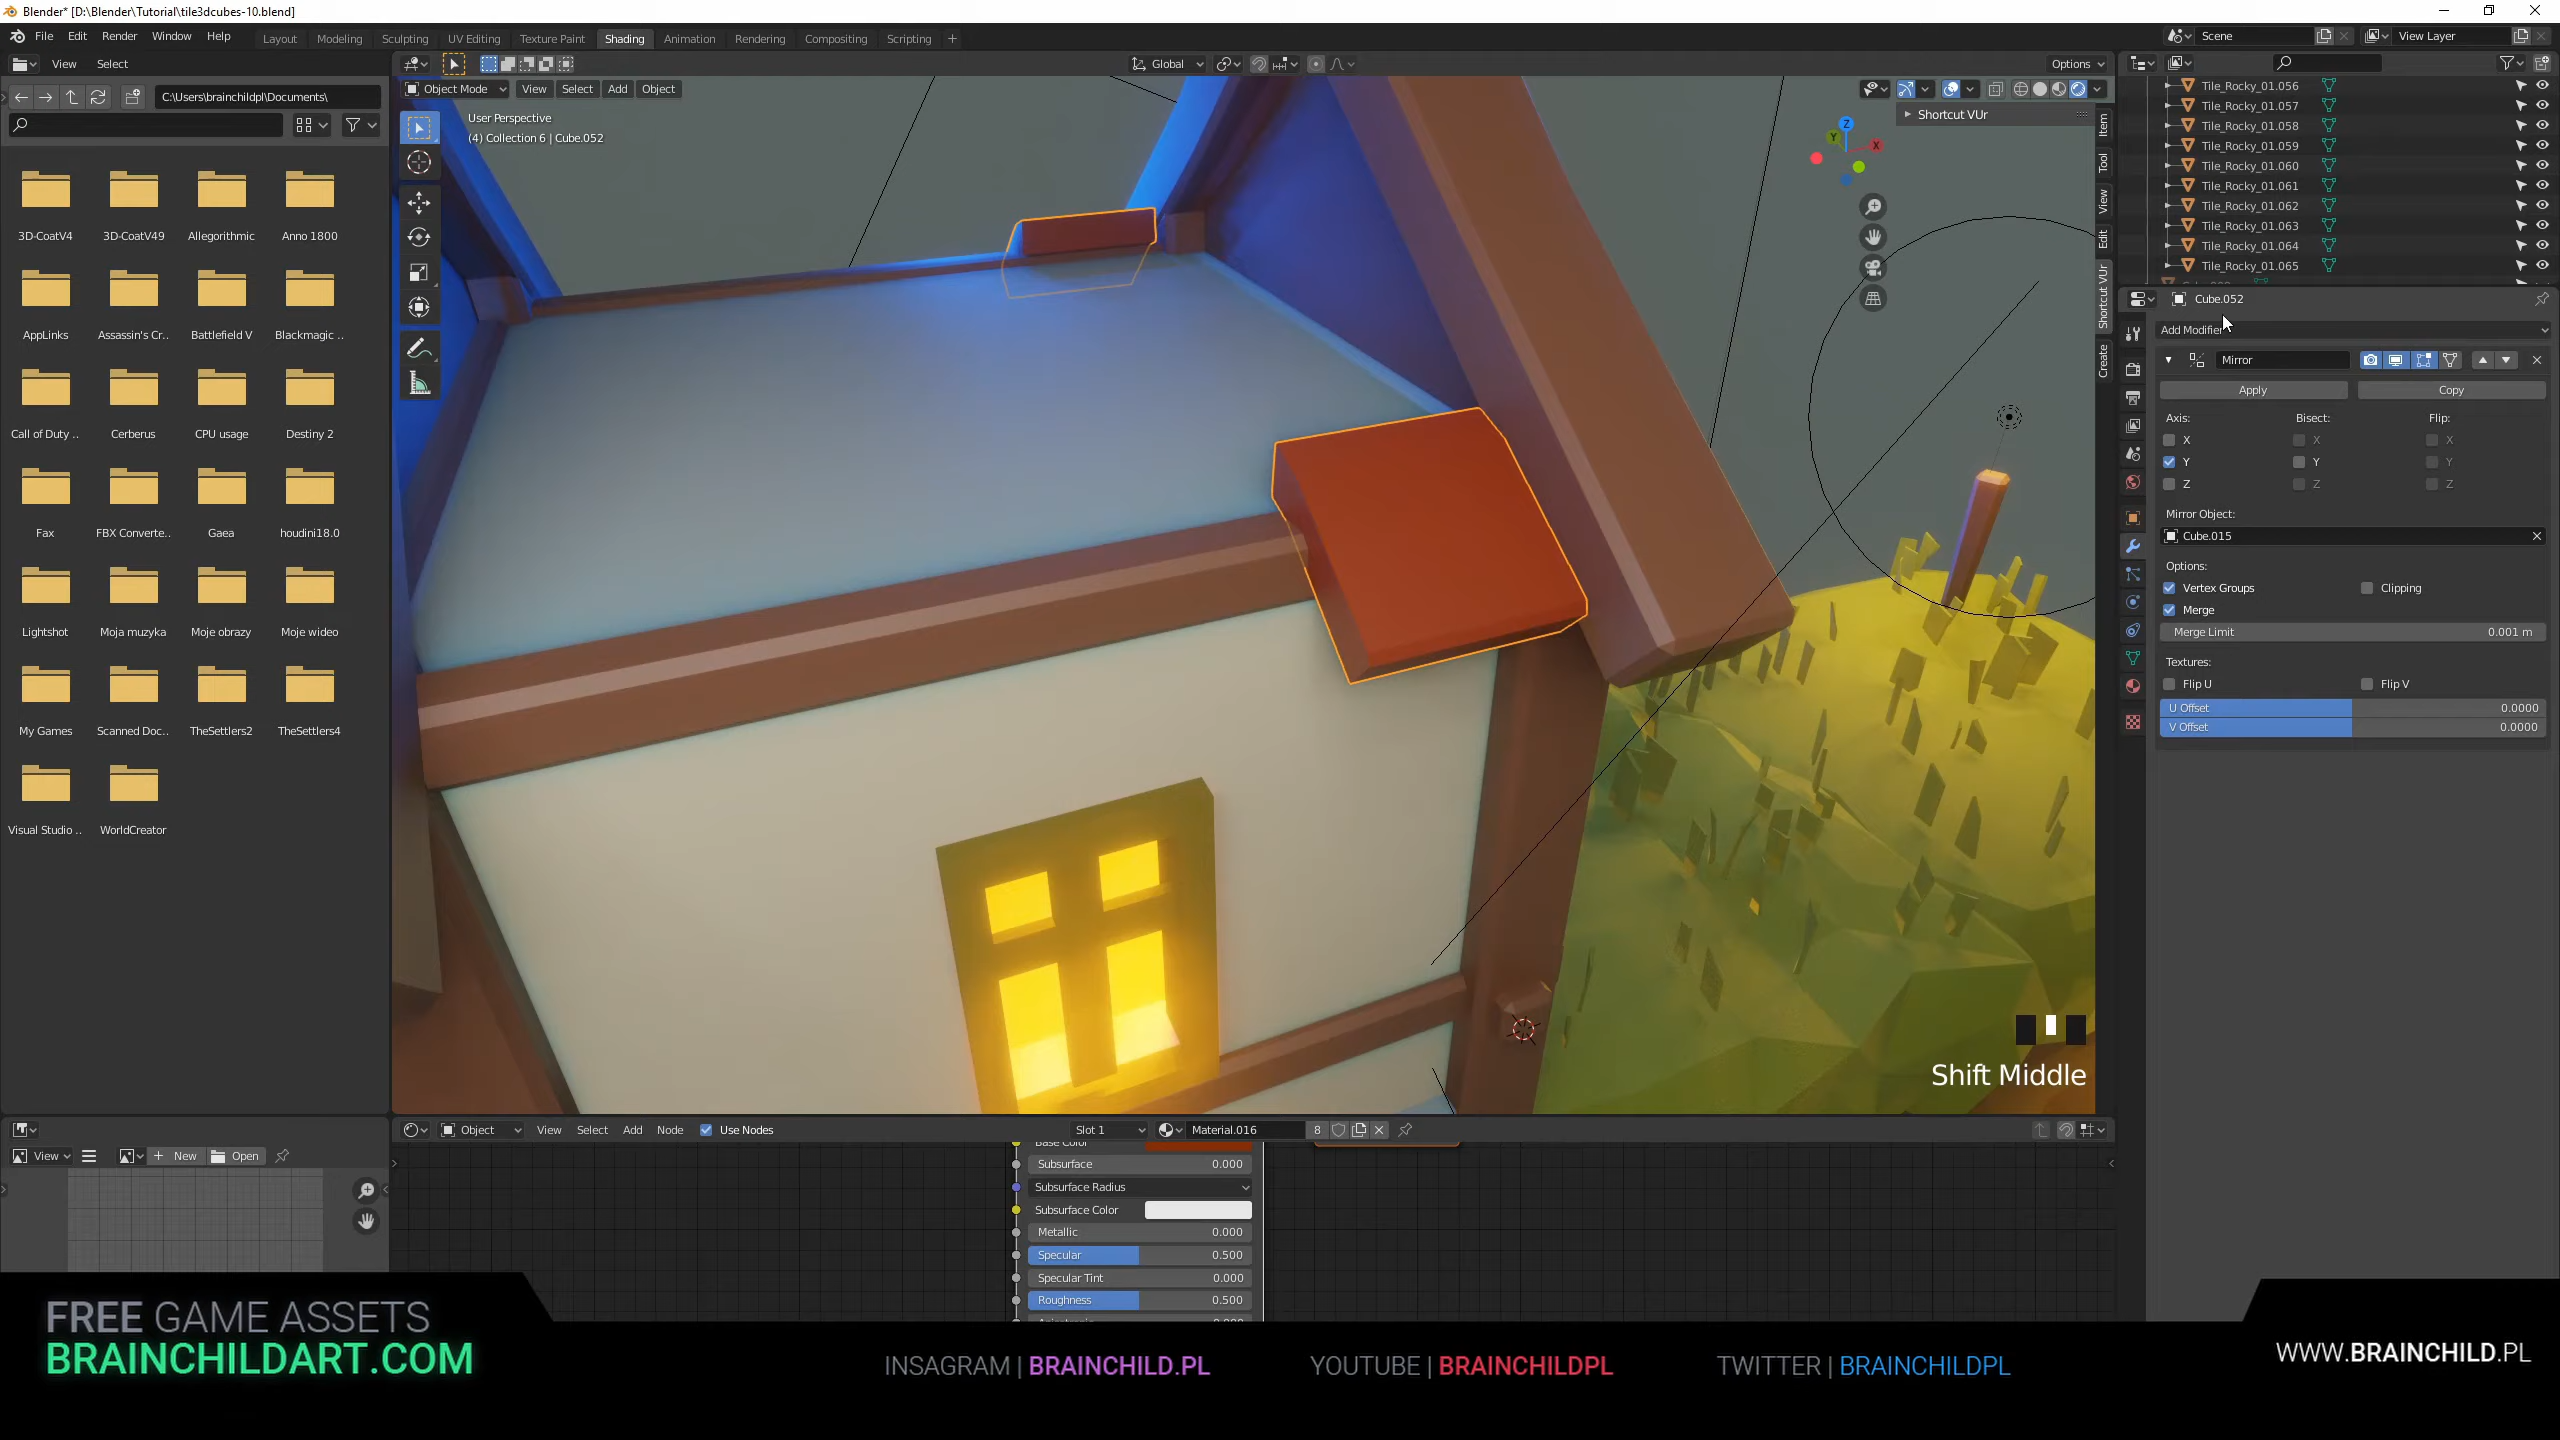 Blender* [D:\Blender\Tutorial\tile3dcubes-10.blend]
File Edit Render Window Help
Layout Modeling Sculpting UV Editing Texture Paint Shading Animation Rendering Compositing Scripting +
Scene
View Layer
View Select
Global
Options
C:\Users\brainchildpl\Documents\
Object Mode View Select Add Object
User Perspective
(4) Collection 6 | Cube.052
Shortcut VUr
Z
Y
X
Item
Tool
View
Edit
Shortcut VUr
Create
3D-CoatV4 3D-CoatV49 Allegorithmic Anno 1800
AppLinks Assassin's Cr.. Battlefield V Blackmagic ..
Call of Duty .. Cerberus CPU usage Destiny 2
Fax FBX Converte.. Gaea houdini18.0
Lightshot Moja muzyka Moje obrazy Moje wideo
My Games Scanned Doc.. TheSettlers2 TheSettlers4
Visual Studio .. WorldCreator
Tile_Rocky_01.056
Tile_Rocky_01.057
Tile_Rocky_01.058
Tile_Rocky_01.059
Tile_Rocky_01.060
Tile_Rocky_01.061
Tile_Rocky_01.062
Tile_Rocky_01.063
Tile_Rocky_01.064
Tile_Rocky_01.065
Cube.052
Add Modifier
Mirror
Apply Copy
Axis: Bisect: Flip:
X X X
Y Y Y
Z Z Z
Mirror Object:
Cube.015
Options:
Vertex Groups Clipping
Merge
Merge Limit 0.001 m
Textures:
Flip U Flip V
U Offset 0.0000
V Offset 0.0000
Shift Middle
Object View Select Add Node Use Nodes Slot 1 Material.016 8
View New Open
Base Color
Subsurface 0.000
Subsurface Radius
Subsurface Color
Metallic 0.000
Specular 0.500
Specular Tint 0.000
Roughness 0.500
FREE GAME ASSETS
BRAINCHILDART.COM
INSAGRAM | BRAINCHILD.PL
YOUTUBE | BRAINCHILDPL
TWITTER | BRAINCHILDPL
WWW.BRAINCHILD.PL